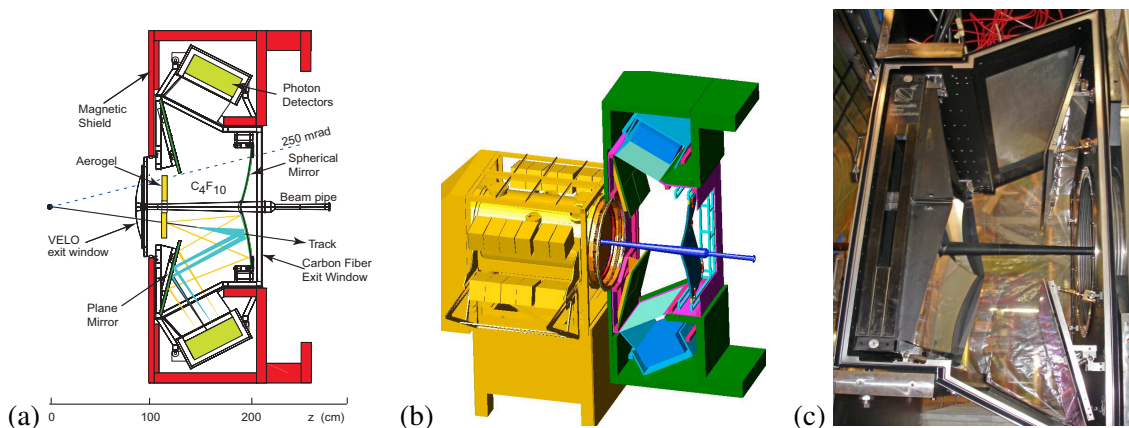 Photon
Detectors
Magnetic
Shield
250 mrad
Aerogel
Spherical
Mirror
C4F10
Beam pipe
VELO
exit window
Track
Carbon Fiber
Exit Window
Plane
Mirror
0
100
200
z (cm)
(a)
(b)
(c)